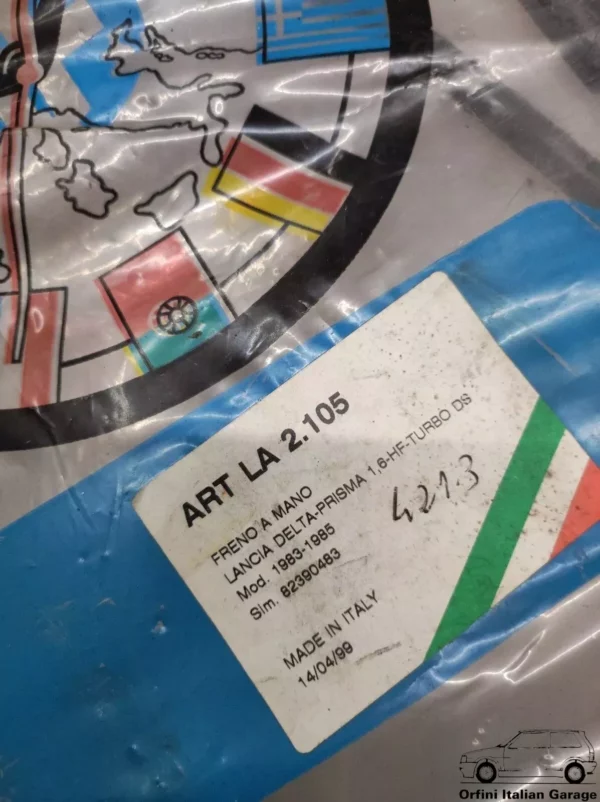 ART LA 2.105
FRENO A MANO
LANCIA DELTA-PRISMA 1,6-HF-TURBO DS
Mod. 1983-1985
Sim. 82390483
4213
MADE IN ITALY
14/04/99
Orfini Italian Garage